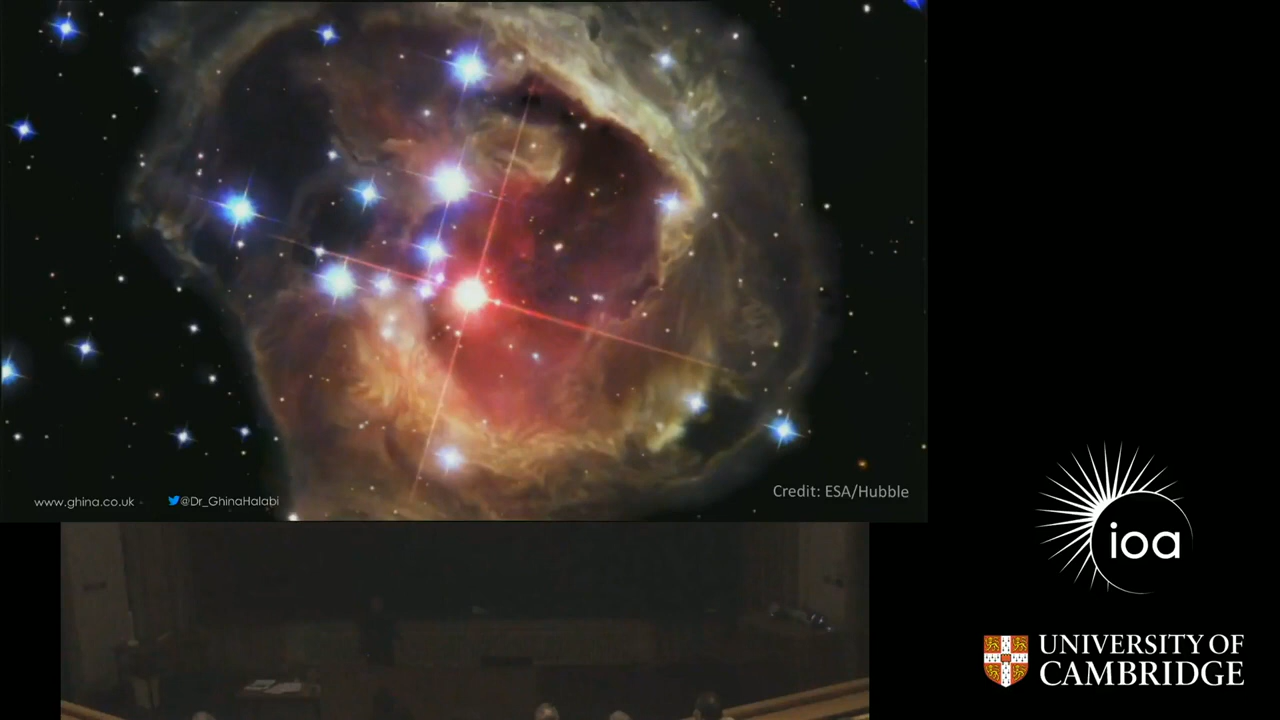 www.ghina.co.uk
@Dr_GhinaHalabi
Credit: ESA/Hubble
ioa
UNIVERSITY OF
CAMBRIDGE